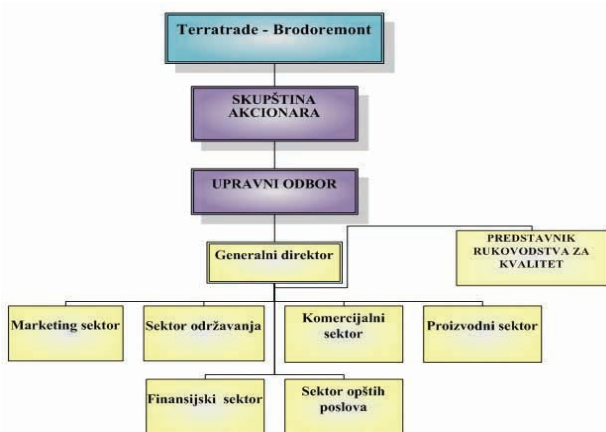 Terratrade - Brodoremont
SKUPŠTINA
AKCIONARA
UPRAVNI ODBOR
Generalni direktor
PREDSTAVNIK
RUKOVODSTVA ZA
KVALITET
Marketing sektor
Sektor održavanja
Komercijalni
sektor
Proizvodni sektor
Finansijski sektor
Sektor opštih
poslova